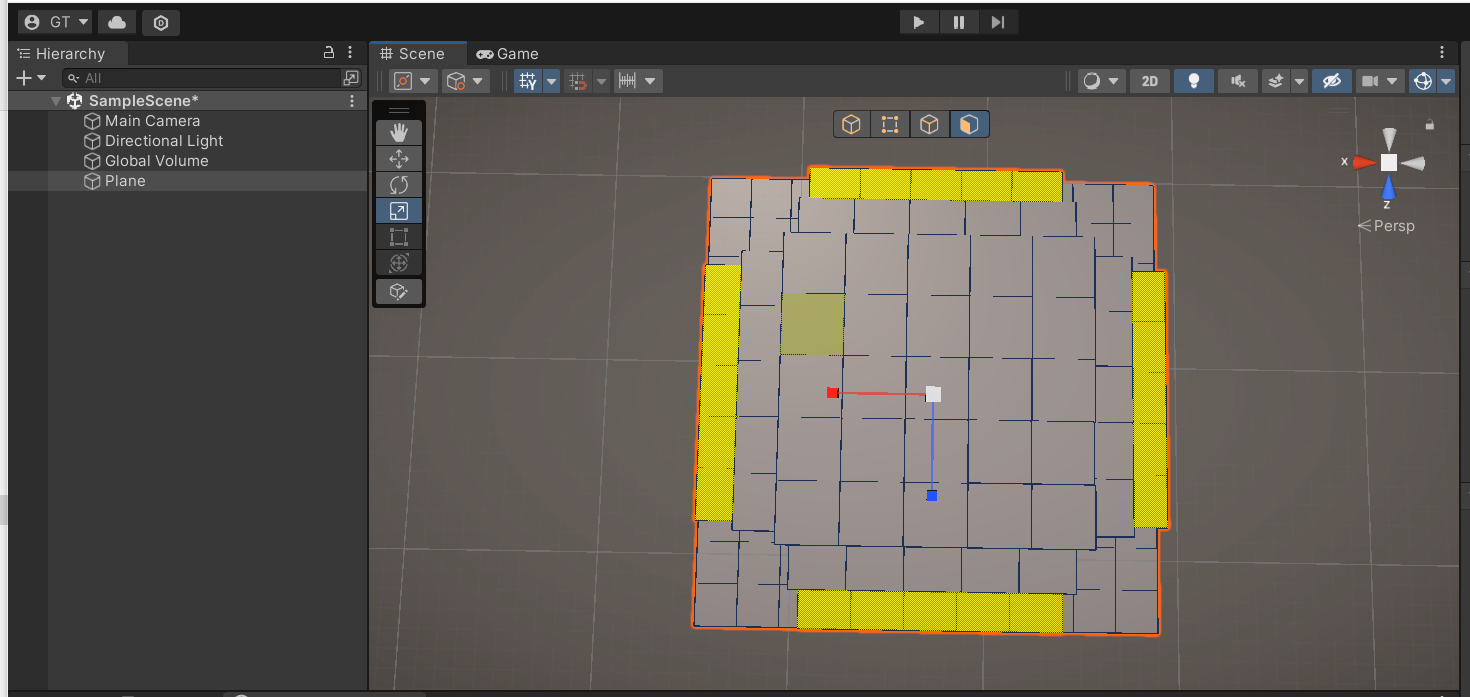 GT
Hierarchy
Scene
Game
All
2D
SampleScene*
Main Camera
Directional Light
Global Volume
Plane
x
z
Persp